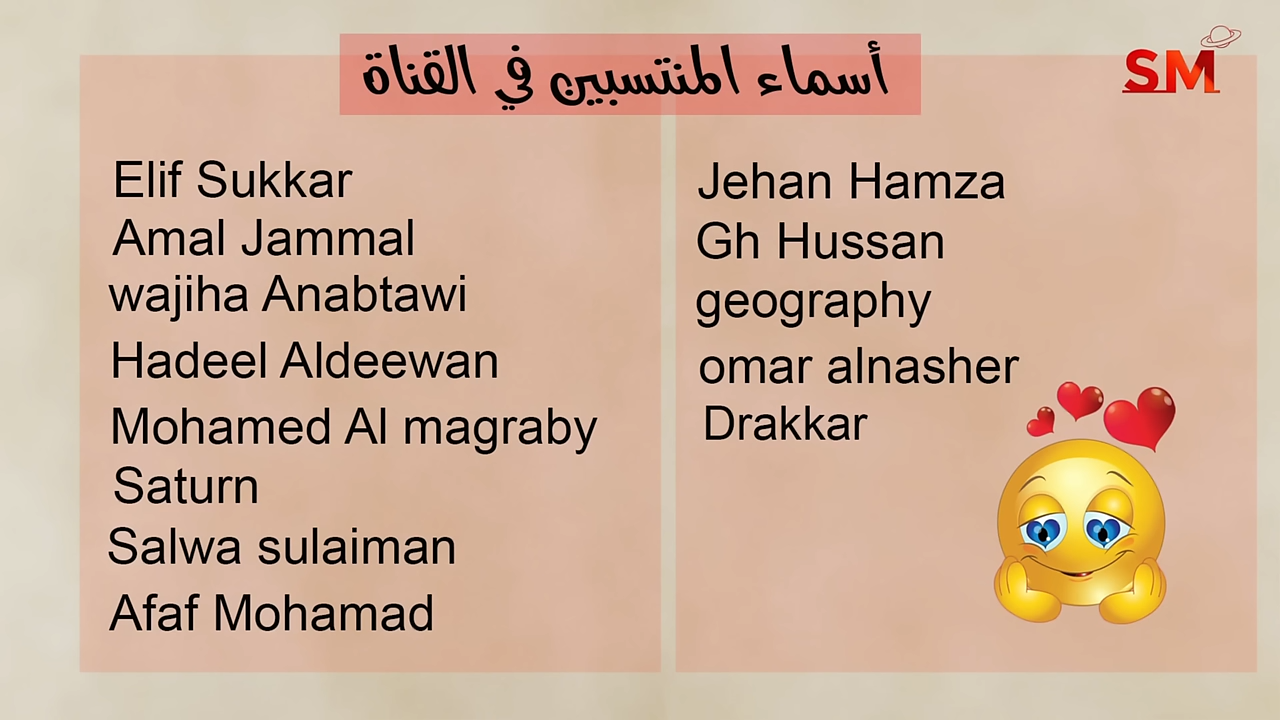 أسماء المنتسبين في القناة
SM
Elif Sukkar
Amal Jammal
wajiha Anabtawi
Hadeel Aldeewan
Mohamed Al magraby
Saturn
Salwa sulaiman
Afaf Mohamad
Jehan Hamza
Gh Hussan
geography
omar alnasher
Drakkar